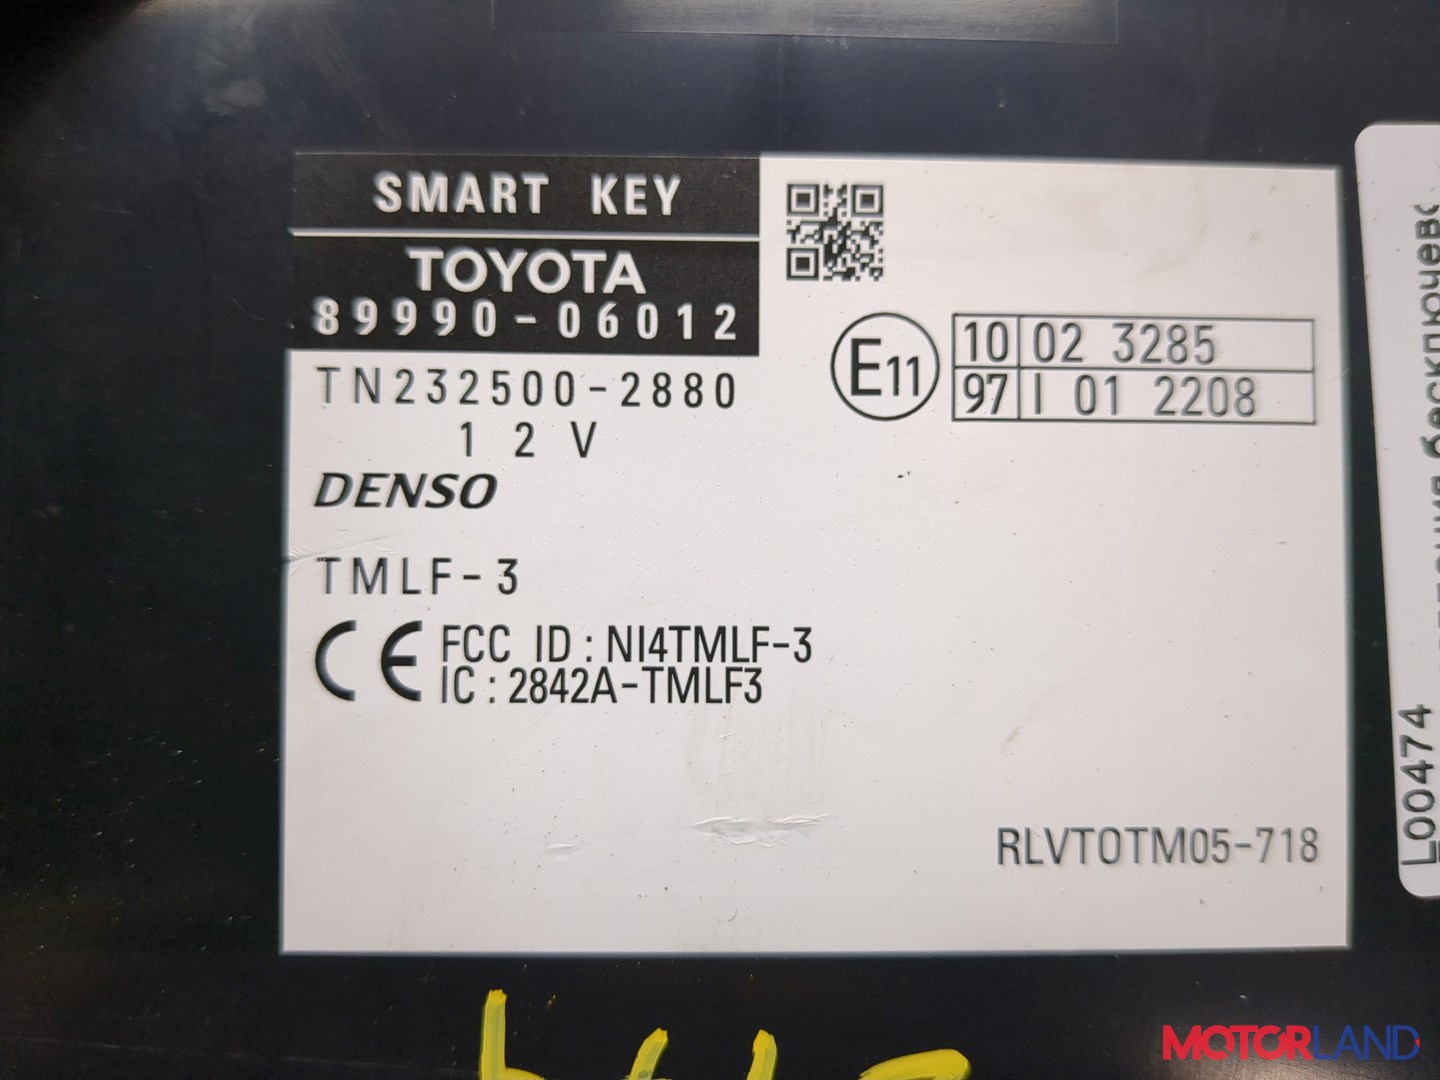 SMART KEY
TOYOTA
89990-06012
TN232500-2880
12V
DENSO
TMLF-3
CE FCC ID : NI4TMLF-3
IC : 2842A-TMLF3
E11
10 02 3285
97 I 01 2208
RLVTOTM05-718
L00474
бесключево
MOTORLAND